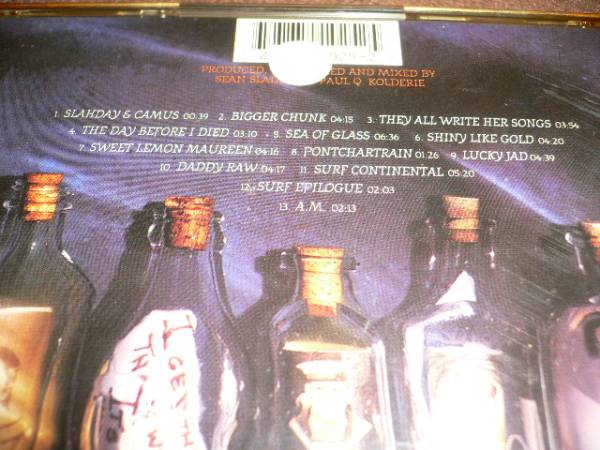 PRODUCED, AND MIXED BY
SEAN PAUL Q. KOLDERIE
1. SLAHDAY & CAMUS 00:39 2. BIGGER CHUNK 04:15 3. THEY ALL WRITE HER SONGS 03:54
4. THE DAY BEFORE I DIED 03:10 5. SEA OF GLASS 06:36 6. SHINY LIKE GOLD 04:20
7. SWEET LEMON MAUREEN 04:16 8. PONTCHARTRAIN 01:26 9. LUCKY JAD 04:39
10. DADDY RAW 04:17 11. SURF CONTINENTAL 05:20
12. SURF EPILOGUE 02:03
13. A.M. 02:13
I GET TH